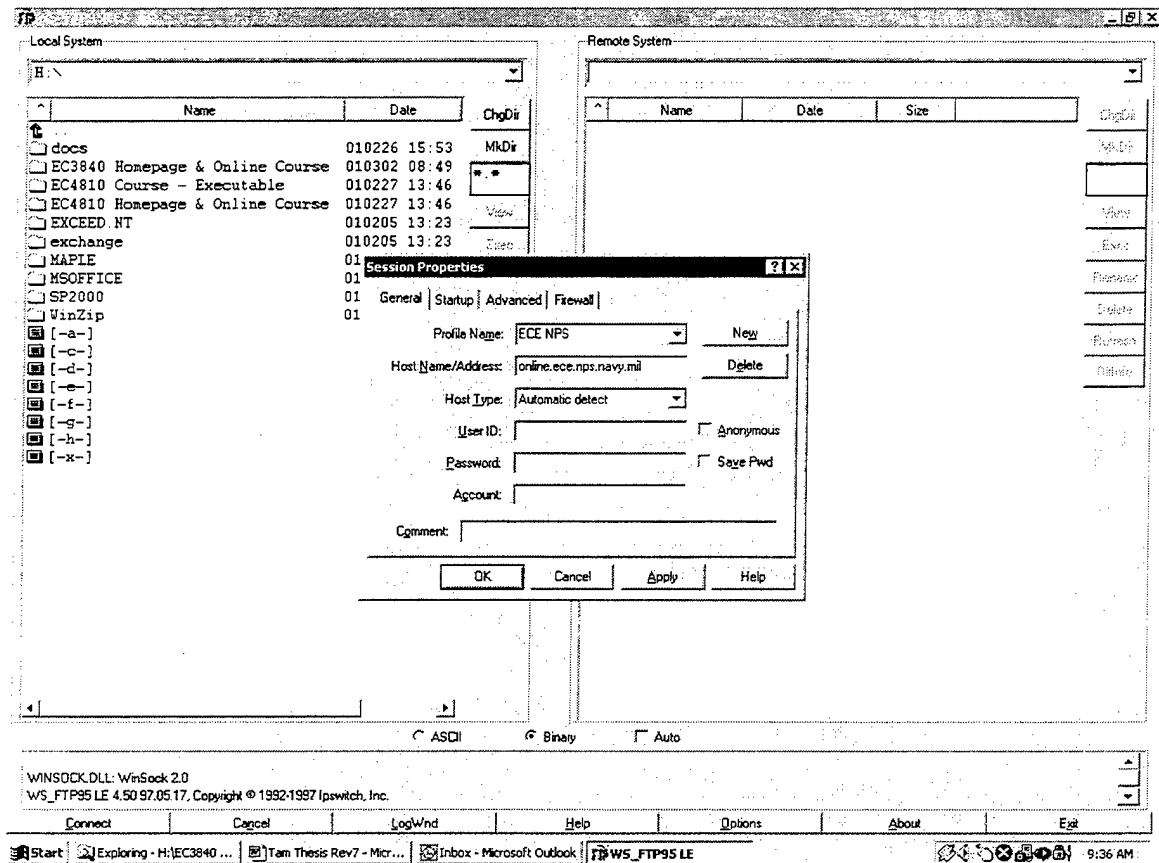 Local System
H:\
^ Name Date
..
docs 010226 15:53
EC3840 Homepage & Online Course 010302 08:49
EC4810 Course - Executable 010227 13:46
EC4810 Homepage & Online Course 010227 13:46
EXCEED.NT 010205 13:23
exchange 010205 13:23
MAPLE 01
MSOFFICE 01
SP2000 01
WinZip 01
[-a-]
[-c-]
[-d-]
[-e-]
[-f-]
[-g-]
[-h-]
[-x-]
ChgDir
MkDir
*.*
View
Exec
Remote System
^ Name Date Size
ChgDir
MkDir
View
Exec
Rename
Delete
Refresh
DirInfo
Session Properties
General Startup Advanced Firewall
Profile Name: ECE NPS New
Host Name/Address: online.ece.nps.navy.mil Delete
Host Type: Automatic detect
User ID: Anonymous
Password: Save Pwd
Account:
Comment:
OK Cancel Apply Help
ASCII Binary Auto
WINSOCK.DLL: WinSock 2.0
WS_FTP95 LE 4.50 97.05.17, Copyright © 1992-1997 Ipswitch, Inc.
Connect Cancel LogWnd Help Options About Exit
Start Exploring - H:\EC3840 ... Tam Thesis Rev7 - Micr... Inbox - Microsoft Outlook WS_FTP95 LE 9:36 AM